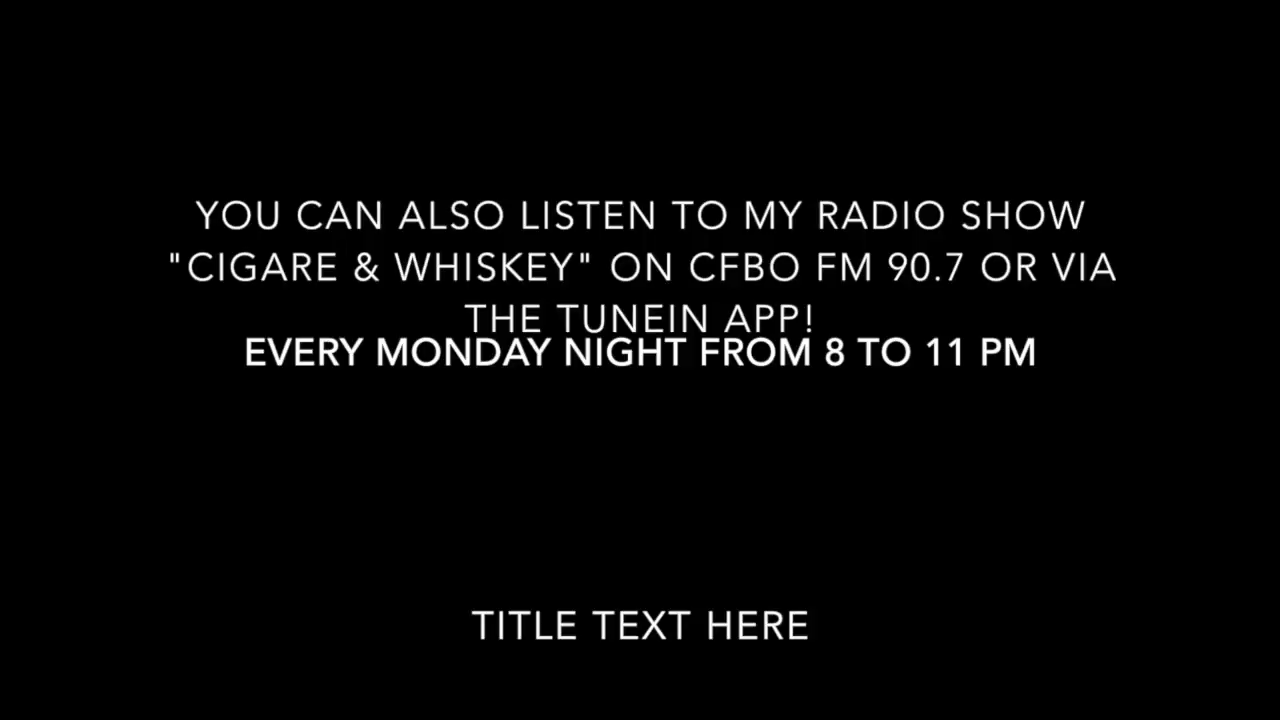 YOU CAN ALSO LISTEN TO MY RADIO SHOW
"CIGARE & WHISKEY" ON CFBO FM 90.7 OR VIA
THE TUNEIN APP!
EVERY MONDAY NIGHT FROM 8 TO 11 PM
TITLE TEXT HERE